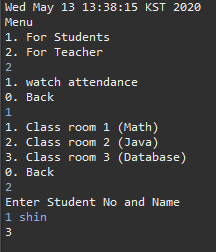 Wed May 13 13:38:15 KST 2020
Menu
1. For Students
2. For Teacher
2
1. watch attendance
0. Back
1
1. Class room 1 (Math)
2. Class room 2 (Java)
3. Class room 3 (Database)
0. Back
2
Enter Student No and Name
1 shin
3